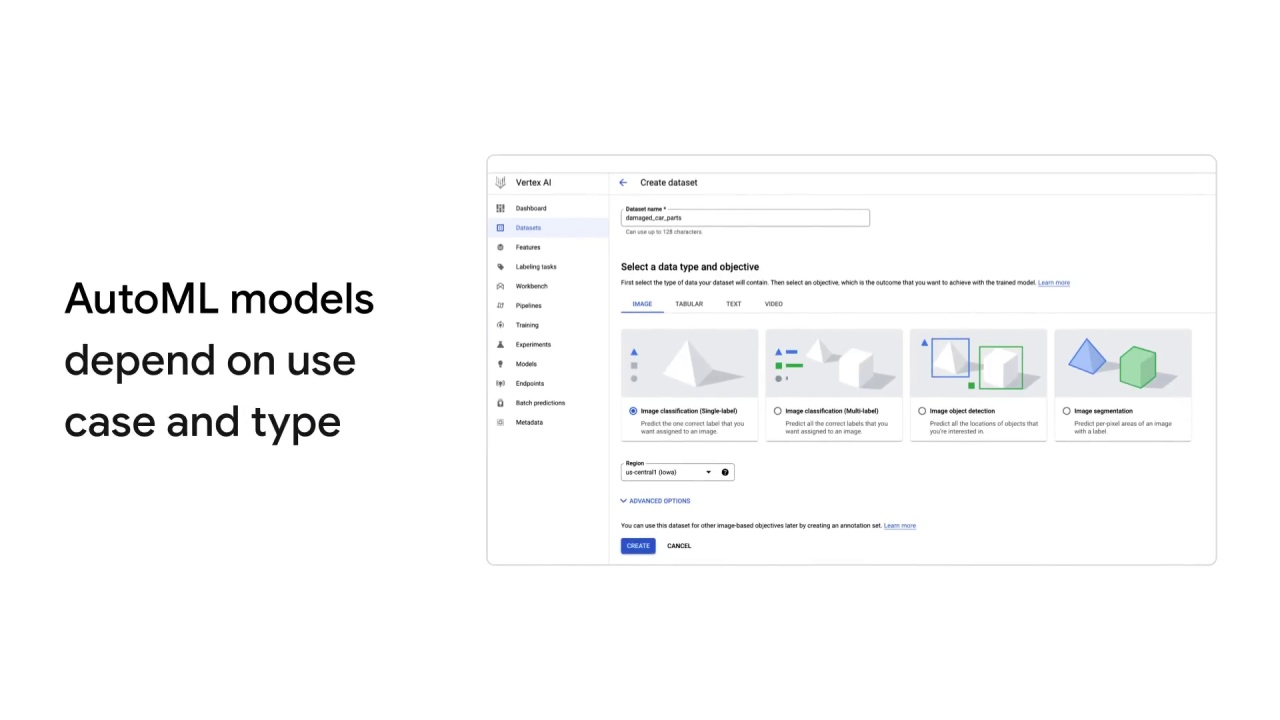 AutoML models
depend on use
case and type
Vertex AI
Dashboard
Datasets
Features
Labeling tasks
Workbench
Pipelines
Training
Experiments
Models
Endpoints
Batch predictions
Metadata
Create dataset
Dataset name *
damaged_car_parts
Can use up to 128 characters.
Select a data type and objective
First select the type of data your dataset will contain. Then select an objective, which is the outcome that you want to achieve with the trained model. Learn more
IMAGE TABULAR TEXT VIDEO
Image classification (Single-label)
Predict the one correct label that you
want assigned to an image.
Image classification (Multi-label)
Predict all the correct labels that you
want assigned to an image.
Image object detection
Predict all the locations of objects that
you're interested in.
Image segmentation
Predict per-pixel areas of an image
with a label.
Region
us-central1 (Iowa)
ADVANCED OPTIONS
You can use this dataset for other image-based objectives later by creating an annotation set. Learn more
CREATE CANCEL